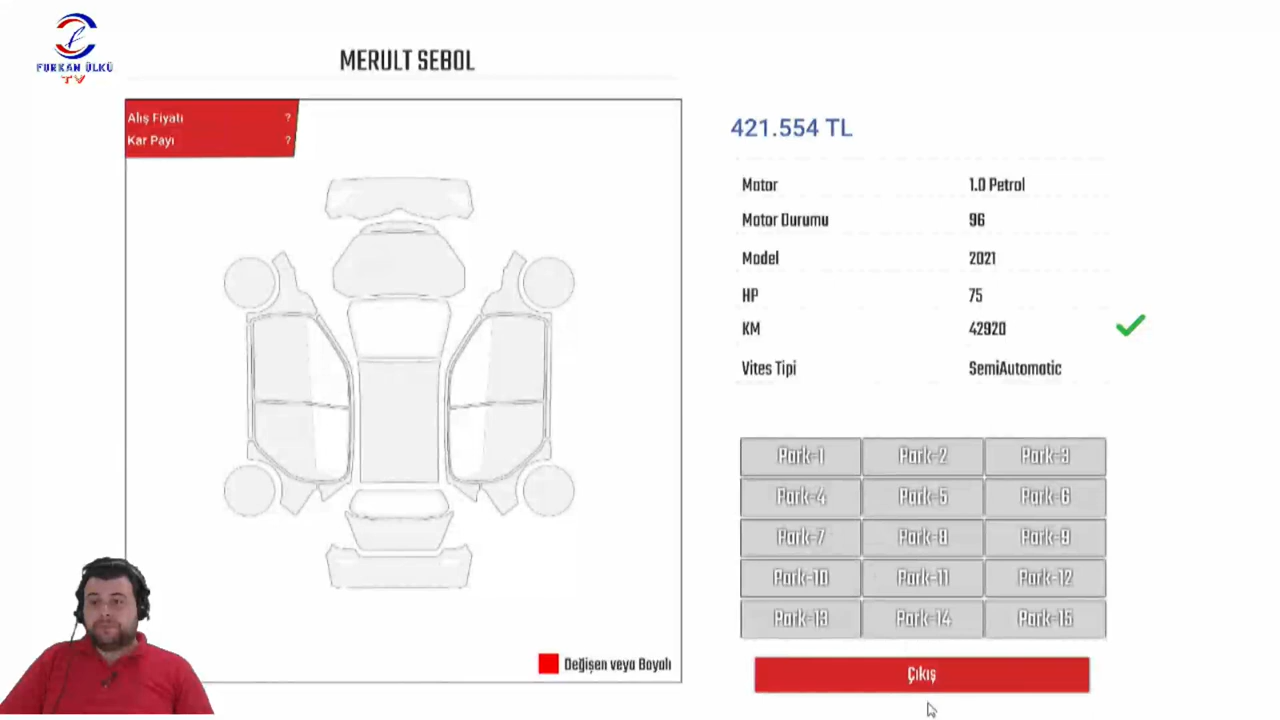 FURKAN ÜLKÜ
TV
MERULT SEBOL
Alış Fiyatı ?
Kar Payı ?
421.554 TL
Motor 1.0 Petrol
Motor Durumu 96
Model 2021
HP 75
KM 42920
Vites Tipi SemiAutomatic
Park-1 Park-2 Park-3
Park-4 Park-5 Park-6
Park-7 Park-8 Park-9
Park-10 Park-11 Park-12
Park-13 Park-14 Park-15
Değişen veya Boyalı
Çıkış